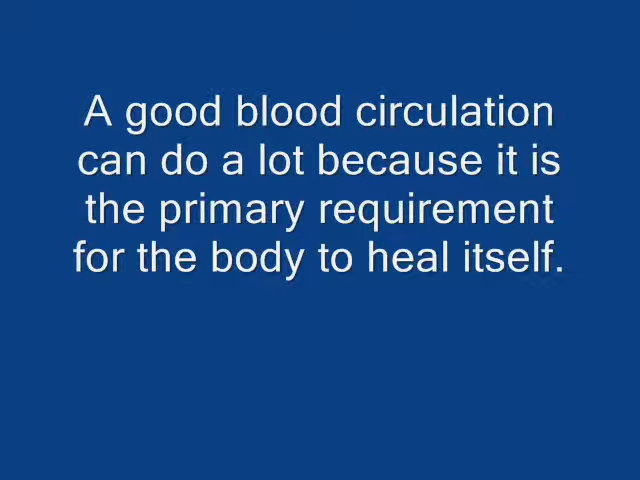 A good blood circulation
can do a lot because it is
the primary requirement
for the body to heal itself.